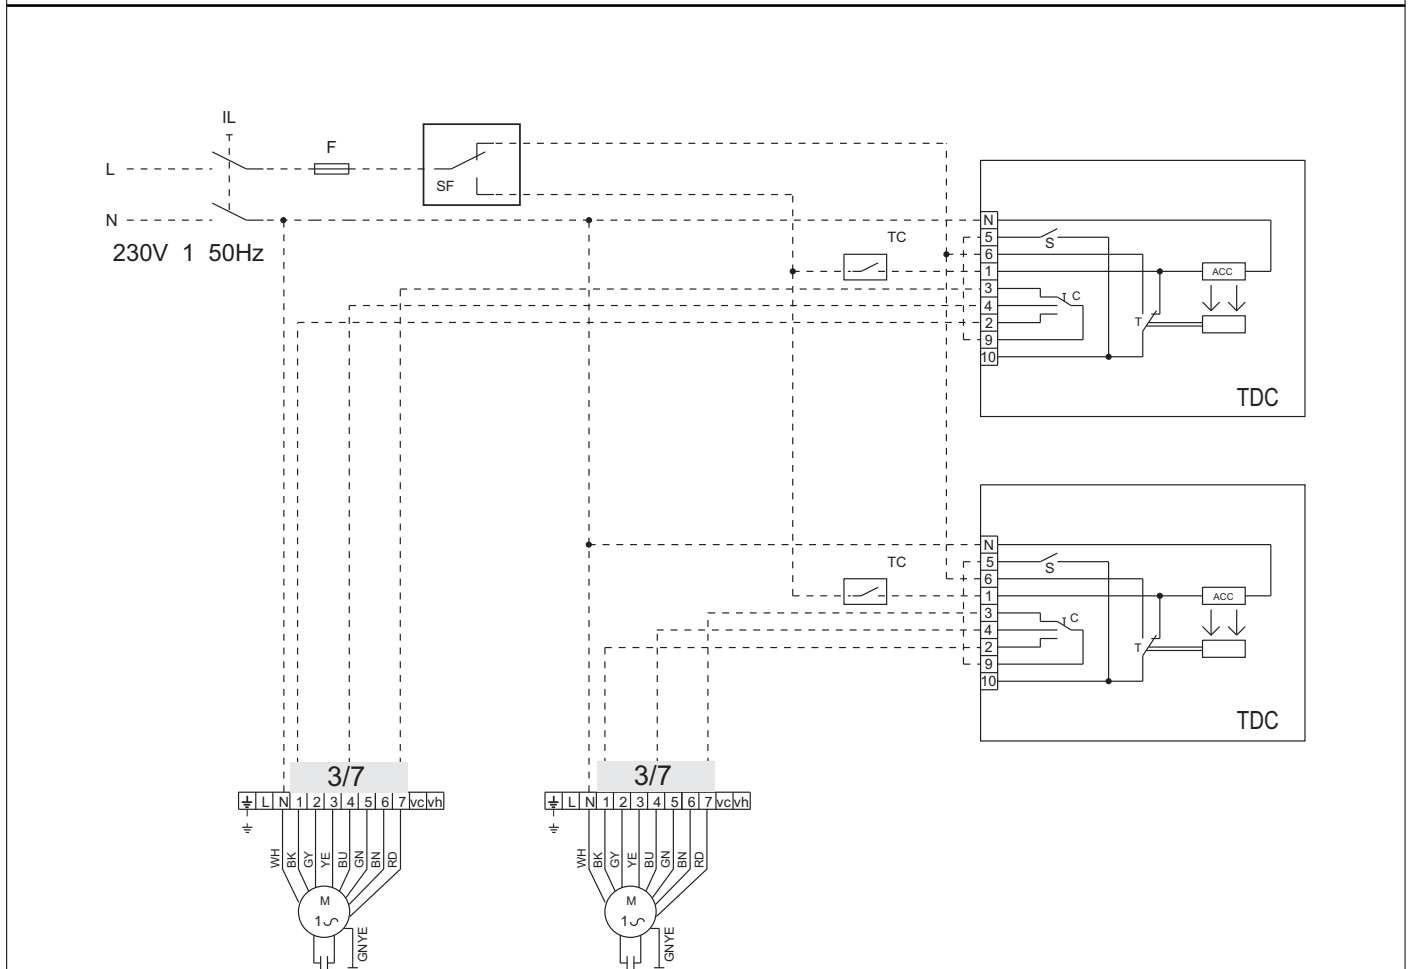 IL
F
L
SF
N
230V 1 50Hz
TC
N
5
6
1
3
4
2
9
10
S
C
T
ACC
TDC
TC
N
5
6
1
3
4
2
9
10
S
C
T
ACC
TDC
3/7
L N 1 2 3 4 5 6 7 vc vh
WH BK GY YE BU GN BN RD
M
1
GNYE
3/7
L N 1 2 3 4 5 6 7 vc vh
WH BK GY YE BU GN BN RD
M
1
GNYE